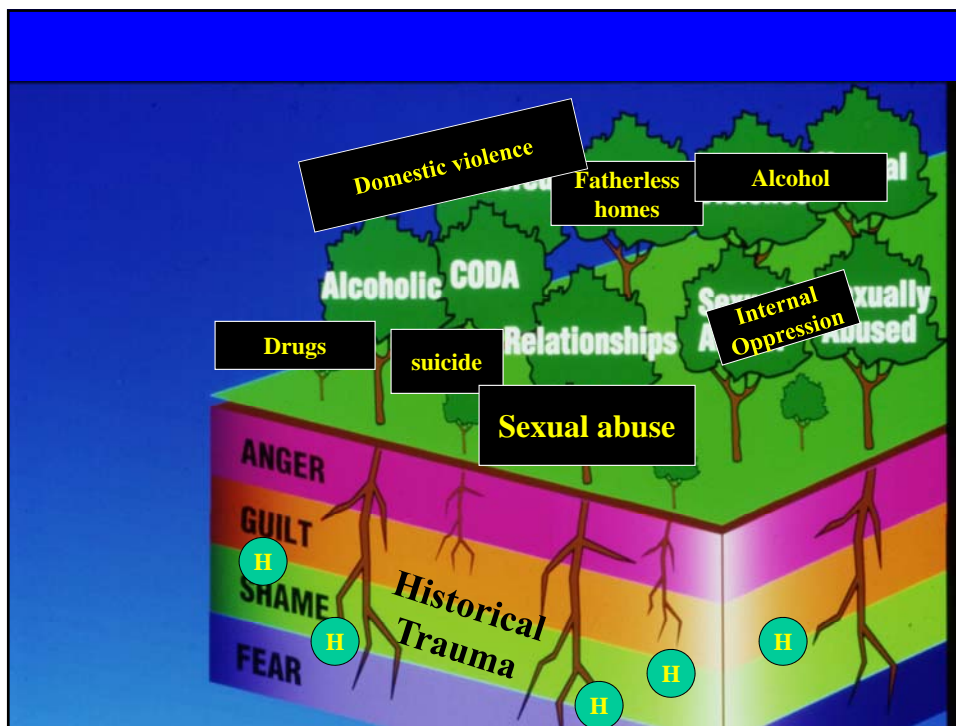 Domestic violence
Fatherless
homes
Alcohol
Alcoholic
CODA
Internal
Oppression
Abused
Relationships
Drugs
suicide
Sexual abuse
ANGER
GUILT
SHAME
FEAR
Historical
Trauma
H
H
H
H
H